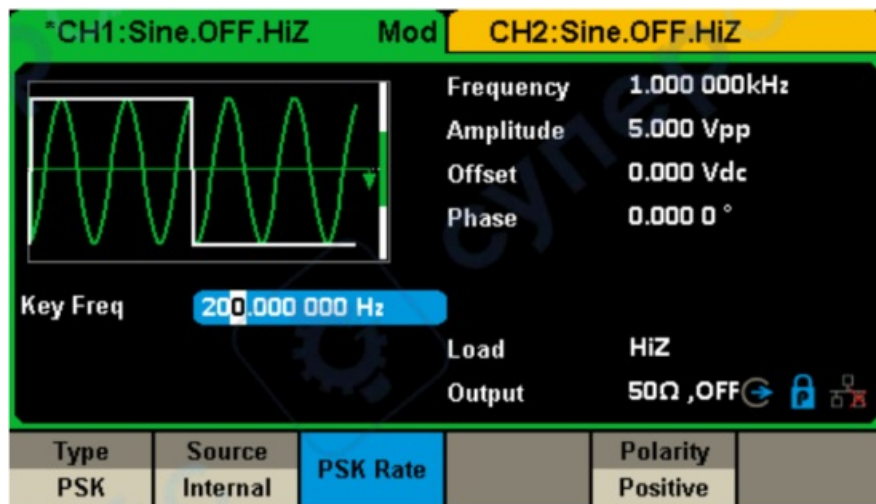 *CH1:Sine.OFF.HiZ Mod CH2:Sine.OFF.HiZ
Frequency 1.000 000kHz
Amplitude 5.000 Vpp
Offset 0.000 Vdc
Phase 0.000 0 °
Key Freq 200.000 000 Hz
Load HiZ
Output 50Ω ,OFF P
Type Source PSK Rate Polarity
PSK Internal Positive